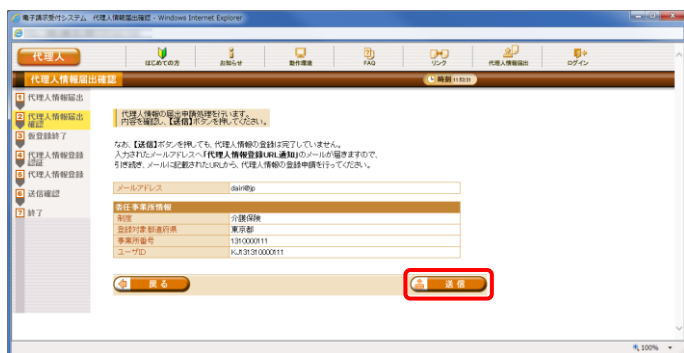 電子請求受付システム 代理人情報届出確認 - Windows Internet Explorer
代理人
はじめての方
お知らせ
動作環境
FAQ
リンク
代理人情報届出
ログイン
代理人情報届出確認
時刻
1 代理人情報届出
2 代理人情報届出確認
3 仮登録終了
4 代理人情報登録認証
5 代理人情報登録
6 送信確認
7 終了
代理人情報の届出申請処理を行います。
内容を確認し、【送信】ボタンを押してください。
なお、【送信】ボタンを押しても、代理人情報の登録は完了していません。
入力されたメールアドレスへ「代理人情報登録URL通知」のメールが届きますので、
引き続き、メールに記載されたURLから、代理人情報の登録申請を行ってください。
メールアドレス dairi@jp
委任事業所情報
制度 介護保険
登録対象都道府県 東京都
事業所番号 1310000111
ユーザID KJ131310000111
戻る
送信
100%